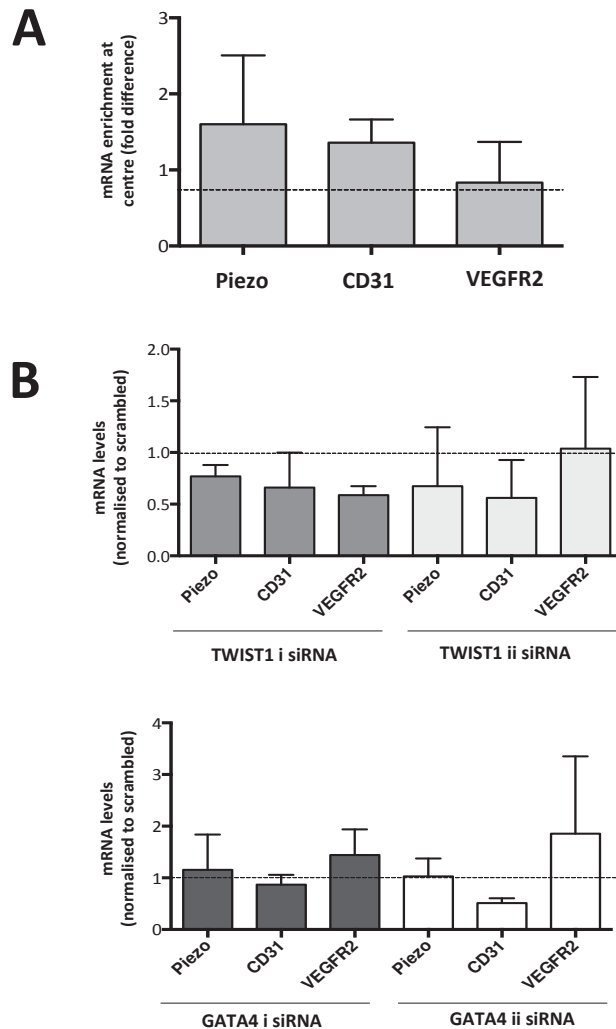 A
mRNA enrichment at
centre (fold difference)
3
2
1
0
Piezo
CD31
VEGFR2
B
mRNA levels
(normalised to scrambled)
2.0
1.5
1.0
0.5
0.0
Piezo
CD31
VEGFR2
Piezo
CD31
VEGFR2
TWIST1 i siRNA
TWIST1 ii siRNA
mRNA levels
(normalised to scrambled)
4
3
2
1
0
Piezo
CD31
VEGFR2
Piezo
CD31
VEGFR2
GATA4 i siRNA
GATA4 ii siRNA